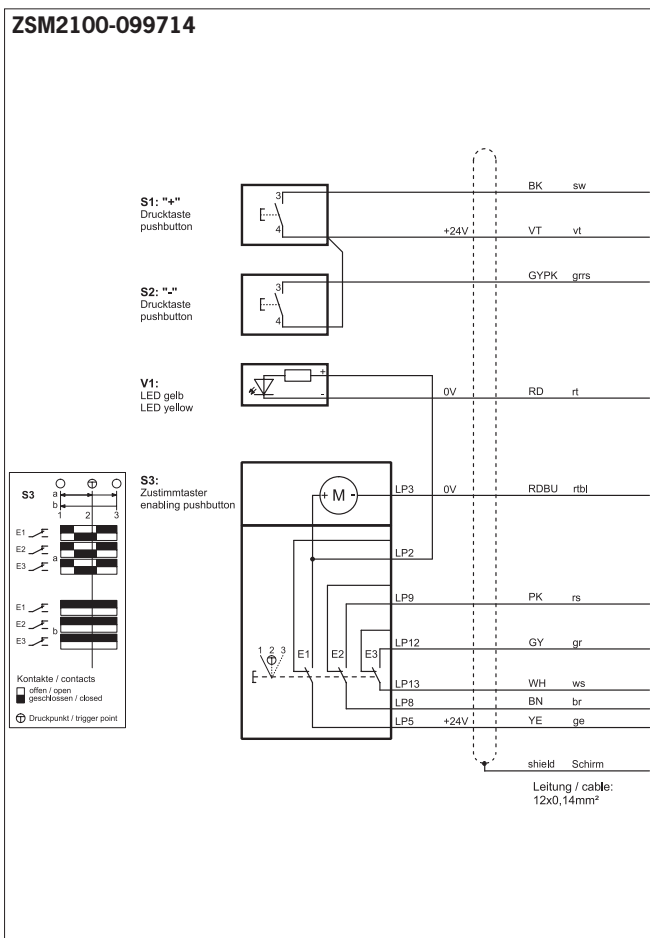 ZSM2100-099714
S1: "+"
Drucktaste
pushbutton
3
4
BK sw
+24V VT vt
S2: "-"
Drucktaste
pushbutton
3
4
GYPK grrs
V1:
LED gelb
LED yellow
+
-
0V RD rt
S3:
Zustimmtaster
enabling pushbutton
+ M -
LP3 0V RDBU rtbl
LP2
LP9 PK rs
LP12 GY gr
1 2 3
T
E1 E2 E3
LP13 WH ws
LP8 BN br
LP5 +24V YE ge
shield Schirm
Leitung / cable:
12x0,14mm²
S3
T
a
b
1 2 3
E1
E2
a
E3
E1
E2
b
E3
Kontakte / contacts
offen / open
geschlossen / closed
T Druckpunkt / trigger point